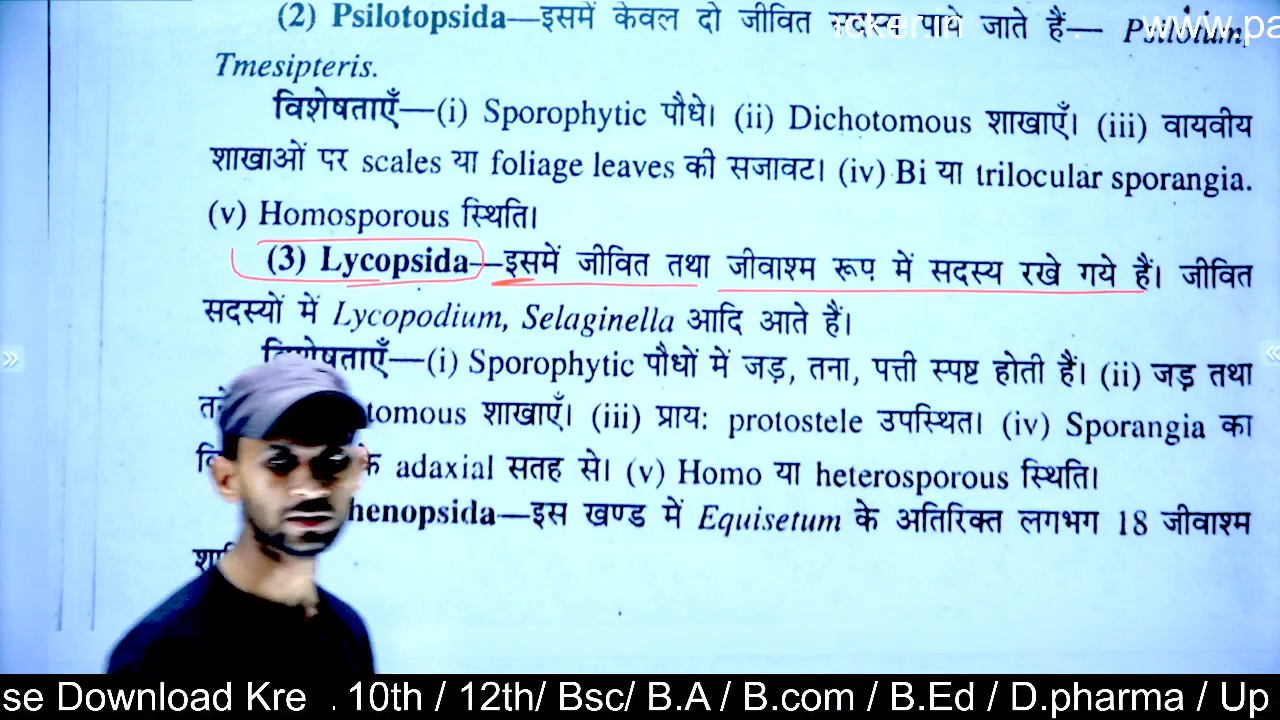 (2) Psilotopsida—इसमें केवल दो जीवित सदस्य पाये जाते हैं— Psilotum,
Tmesipteris.
विशेषताएँ—(i) Sporophytic पौधे। (ii) Dichotomous शाखाएँ। (iii) वायवीय
शाखाओं पर scales या foliage leaves की सजावट। (iv) Bi या trilocular sporangia.
(v) Homosporous स्थिति।
(3) Lycopsida—इसमें जीवित तथा जीवाश्म रूप में सदस्य रखे गये हैं। जीवित
सदस्यों में Lycopodium, Selaginella आदि आते हैं।
विशेषताएँ—(i) Sporophytic पौधों में जड़, तना, पत्ती स्पष्ट होती हैं। (ii) जड़ तथा
tomous शाखाएँ। (iii) प्राय: protostele उपस्थित। (iv) Sporangia का
के adaxial सतह से। (v) Homo या heterosporous स्थिति।
henopsida—इस खण्ड में Equisetum के अतिरिक्त लगभग 18 जीवाश्म
se Download Kre . 10th / 12th/ Bsc/ B.A / B.com / B.Ed / D.pharma / Up